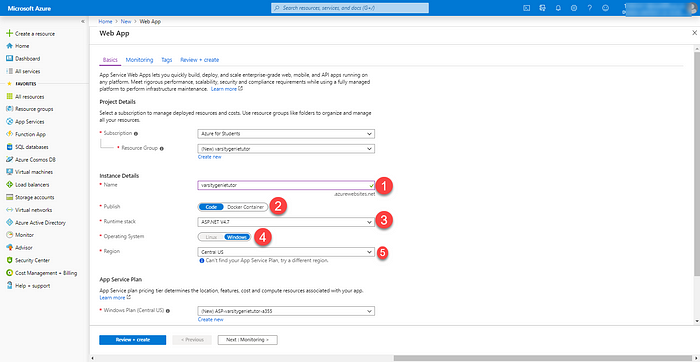 Microsoft Azure
Search resources, services, and docs (G+/)
Create a resource
Home
Dashboard
All services
FAVORITES
All resources
Resource groups
App Services
Function App
SQL databases
Azure Cosmos DB
Virtual machines
Load balancers
Storage accounts
Virtual networks
Azure Active Directory
Monitor
Advisor
Security Center
Cost Management + Billing
Help + support
Home > New > Web App
Web App
Basics Monitoring Tags Review + create
App Service Web Apps lets you quickly build, deploy, and scale enterprise-grade web, mobile, and API apps running on
any platform. Meet rigorous performance, scalability, security and compliance requirements while using a fully managed
platform to perform infrastructure maintenance. Learn more
Project Details
Select a subscription to manage deployed resources and costs. Use resource groups like folders to organize and manage
all your resources.
* Subscription Azure for Students
* Resource Group (New) varsitygenietutor
Create new
Instance Details
* Name varsitygenietutor 1
.azurewebsites.net
* Publish Code Docker Container 2
* Runtime stack ASP.NET V4.7 3
* Operating System Linux Windows 4
* Region Central US 5
Can't find your App Service Plan, try a different region.
App Service Plan
App Service plan pricing tier determines the location, features, cost and compute resources associated with your app.
Learn more
* Windows Plan (Central US) (New) ASP-varsitygenietutor-a355
Create new
Review + create < Previous Next : Monitoring >